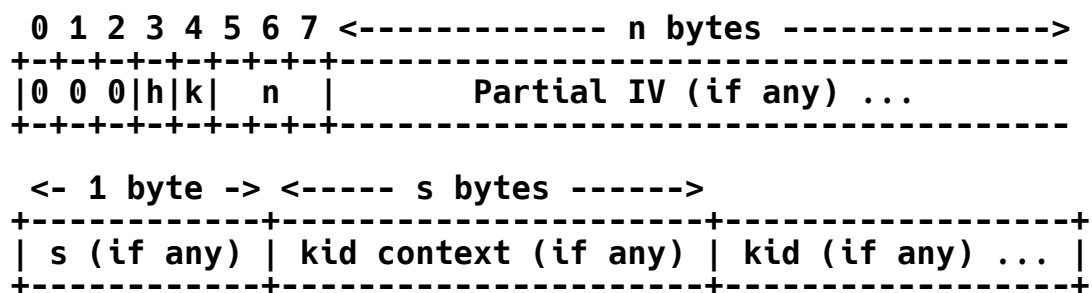 0 1 2 3 4 5 6 7 <------------- n bytes -------------->
+-+-+-+-+-+-+-+-+--------------------------------------
|0 0 0|h|k|  n  |       Partial IV (if any) ...
+-+-+-+-+-+-+-+-+--------------------------------------
 <- 1 byte -> <----- s bytes ------>
+------------+----------------------+------------------+
| s (if any) | kid context (if any) | kid (if any) ... |
+------------+----------------------+------------------+